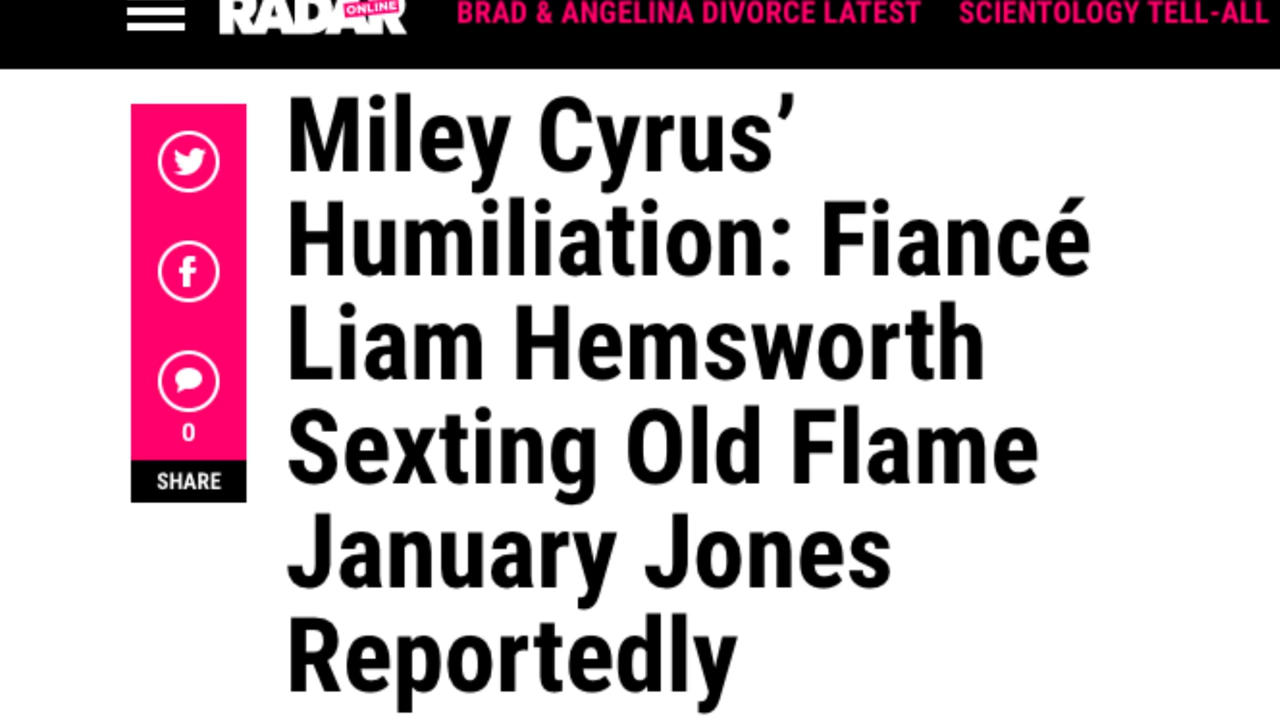 RADAR ONLINE BRAD & ANGELINA DIVORCE LATEST SCIENTOLOGY TELL-ALL
Miley Cyrus’
Humiliation: Fiancé
Liam Hemsworth
Sexting Old Flame
January Jones
Reportedly
0
SHARE